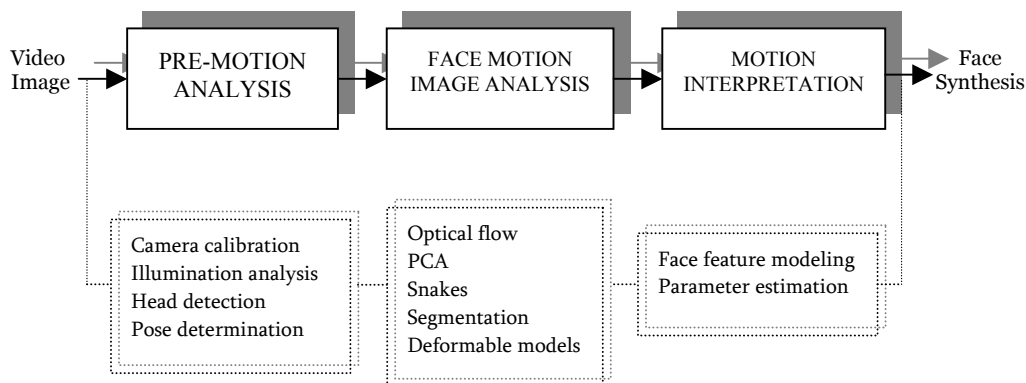 Video
Image
PRE-MOTION
ANALYSIS
FACE MOTION
IMAGE ANALYSIS
MOTION
INTERPRETATION
Face
Synthesis
Camera calibration
Illumination analysis
Head detection
Pose determination
Optical flow
PCA
Snakes
Segmentation
Deformable models
Face feature modeling
Parameter estimation